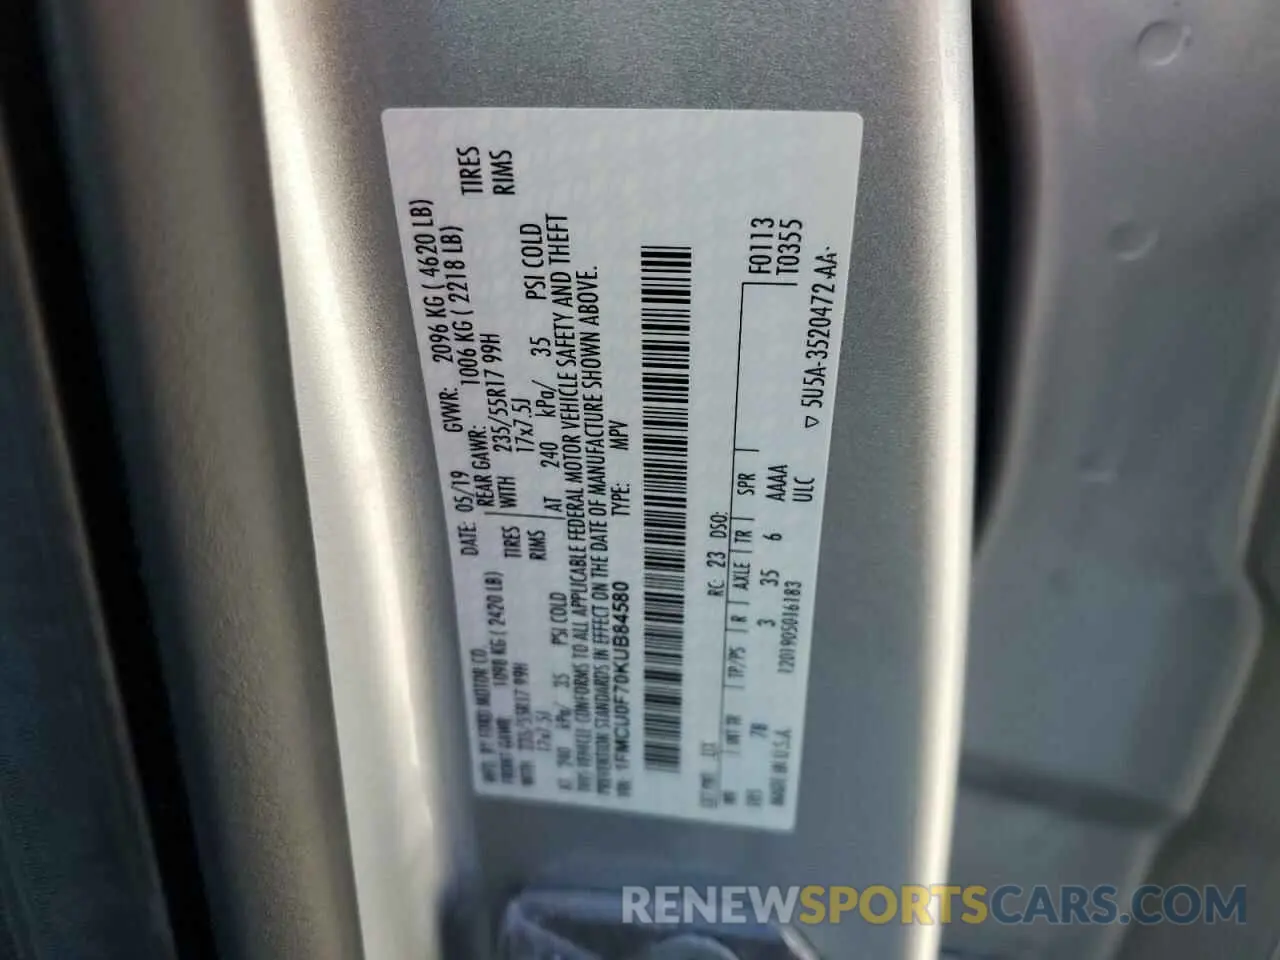 MFD. BY FORD MOTOR CO.
DATE: 05/19 GVWR: 2096 KG ( 4620 LB)
FRONT GAWR: 1098 KG ( 2420 LB) REAR GAWR: 1006 KG ( 2218 LB)
WITH 235/55R17 99H TIRES WITH 235/55R17 99H TIRES
17x7.5J RIMS 17x7.5J RIMS
AT 240 kPa/ 35 PSI COLD AT 240 kPa/ 35 PSI COLD
THIS VEHICLE CONFORMS TO ALL APPLICABLE FEDERAL MOTOR VEHICLE SAFETY AND THEFT
PREVENTION STANDARDS IN EFFECT ON THE DATE OF MANUFACTURE SHOWN ABOVE.
VIN: 1FMCU0F70KUB84580 TYPE: MPV
RC: 23 DSO: F0113
WB TP/PS R AXLE TR SPR T0355
78 3 35 6 AAAA
MADE IN U.S.A. 12019050 16183 ULC
▽ 5U5A-3520472-AA
RENEWSPORTSCARS.COM